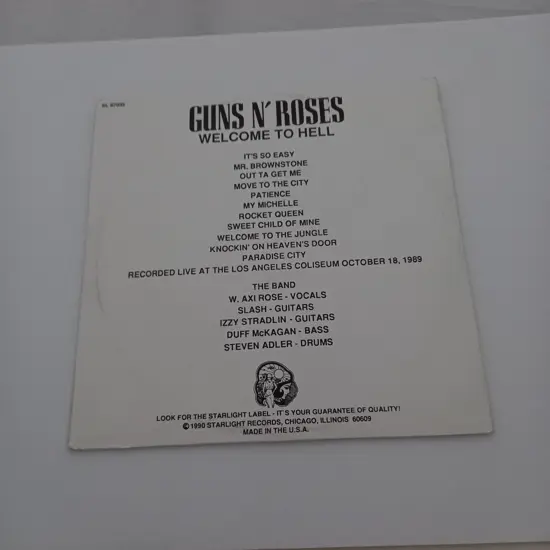 GUNS N' ROSES
WELCOME TO HELL
IT'S SO EASY
MR. BROWNSTONE
OUT TA GET ME
MOVE TO THE CITY
PATIENCE
MY MICHELLE
ROCKET QUEEN
SWEET CHILD OF MINE
WELCOME TO THE JUNGLE
KNOCKIN' ON HEAVEN'S DOOR
PARADISE CITY
RECORDED LIVE AT THE LOS ANGELES COLISEUM OCTOBER 18, 1989
THE BAND
W. AXI ROSE - VOCALS
SLASH - GUITARS
IZZY STRADLIN - GUITARS
DUFF McKAGAN - BASS
STEVEN ADLER - DRUMS
LOOK FOR THE STARLIGHT LABEL - IT'S YOUR GUARANTEE OF QUALITY!
©1990 STARLIGHT RECORDS, CHICAGO, ILLINOIS 60609
MADE IN THE U.S.A.